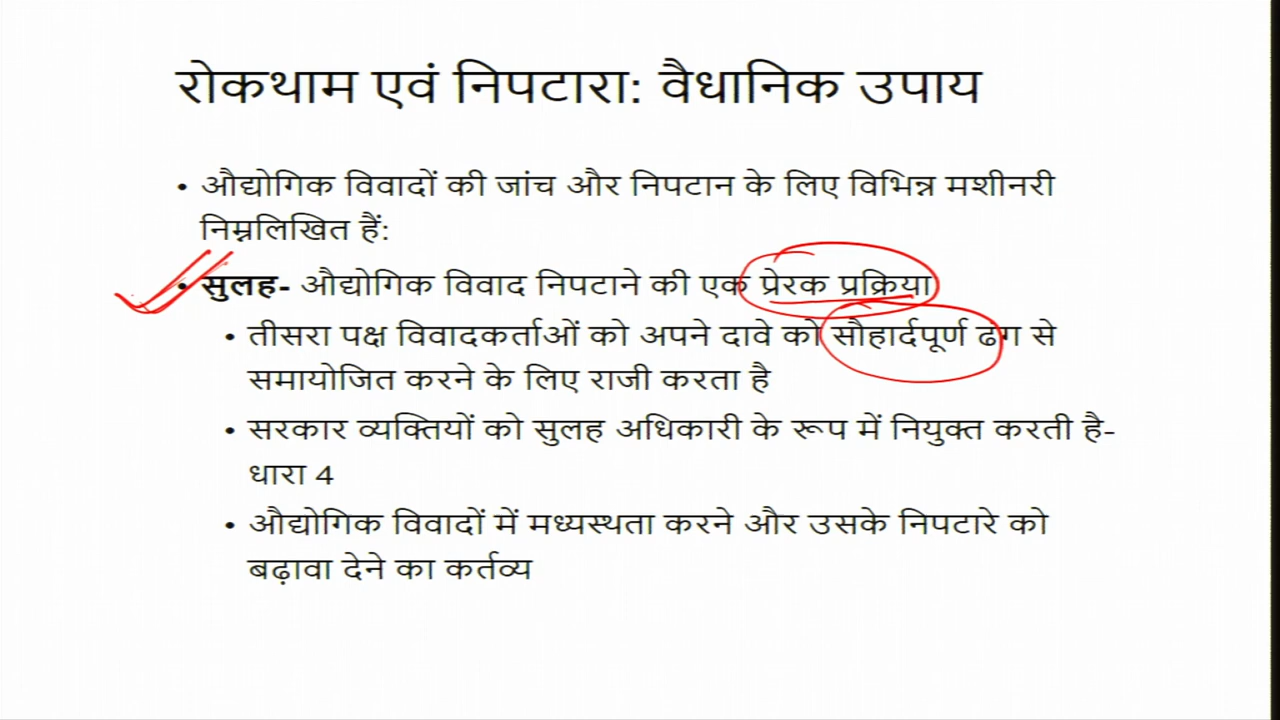 रोकथाम एवं निपटारा: वैधानिक उपाय
• औद्योगिक विवादों की जांच और निपटान के लिए विभिन्न मशीनरी
निम्नलिखित हैं:
• सुलह- औद्योगिक विवाद निपटाने की एक प्रेरक प्रक्रिया
• तीसरा पक्ष विवादकर्ताओं को अपने दावे को सौहार्दपूर्ण ढंग से
समायोजित करने के लिए राजी करता है
• सरकार व्यक्तियों को सुलह अधिकारी के रूप में नियुक्त करती है-
धारा 4
• औद्योगिक विवादों में मध्यस्थता करने और उसके निपटारे को
बढ़ावा देने का कर्तव्य